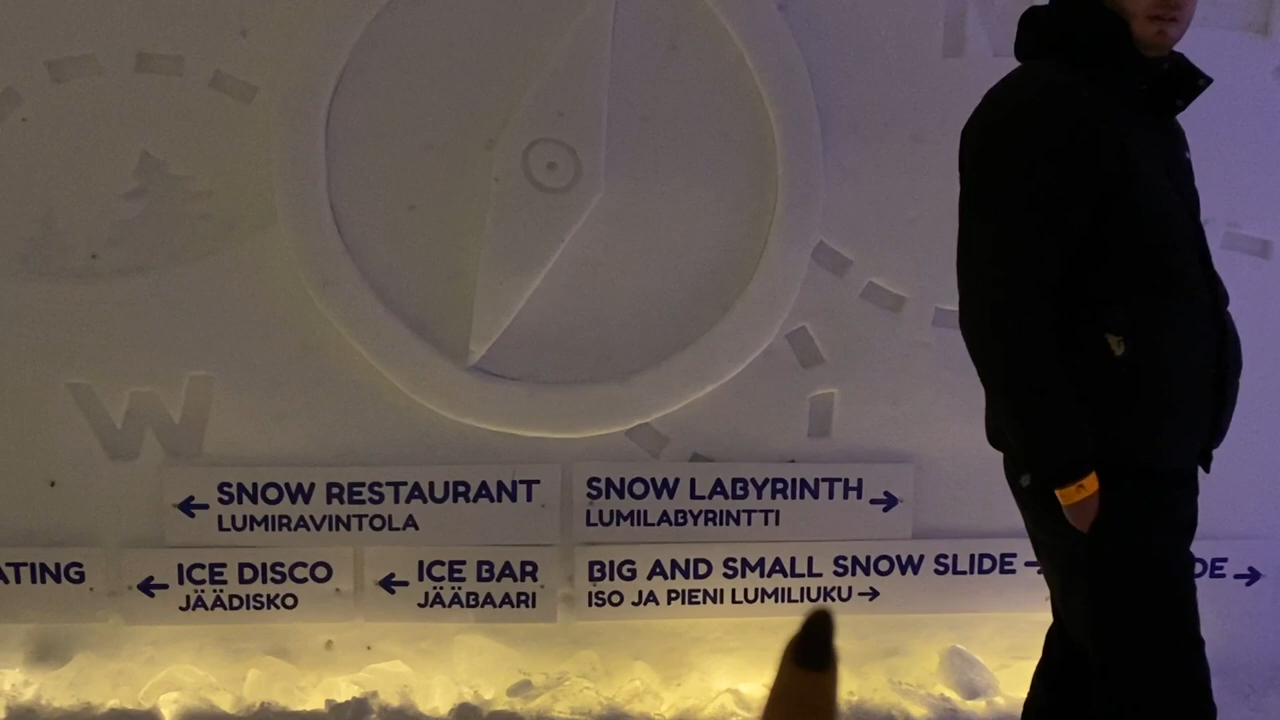 W
← SNOW RESTAURANT
LUMIRAVINTOLA
SNOW LABYRINTH →
LUMILABYRINTTI
ATING
← ICE DISCO
JÄÄDISKO
← ICE BAR
JÄÄBAARI
BIG AND SMALL SNOW SLIDE →
ISO JA PIENI LUMILIUKU →
DE →